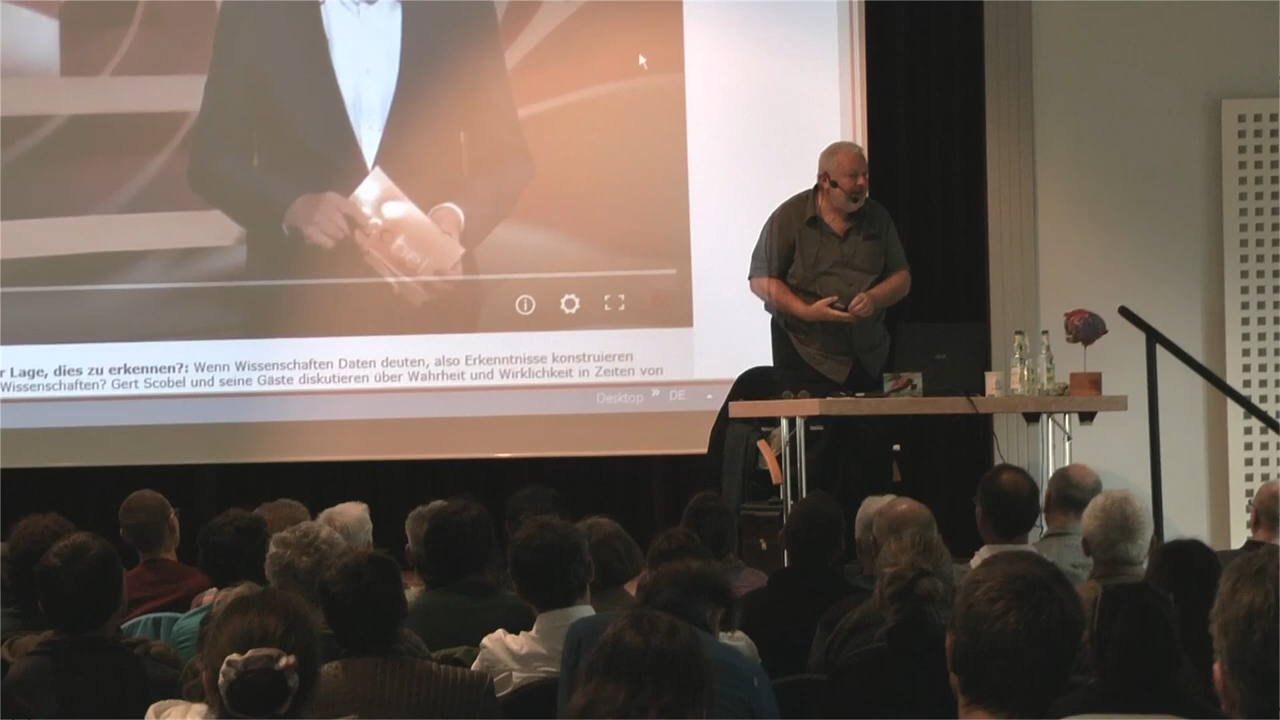 r Lage, dies zu erkennen?: Wenn Wissenschaften Daten deuten, also Erkenntnisse konstruieren
Wissenschaften? Gert Scobel und seine Gäste diskutieren über Wahrheit und Wirklichkeit in Zeiten von
Desktop » DE